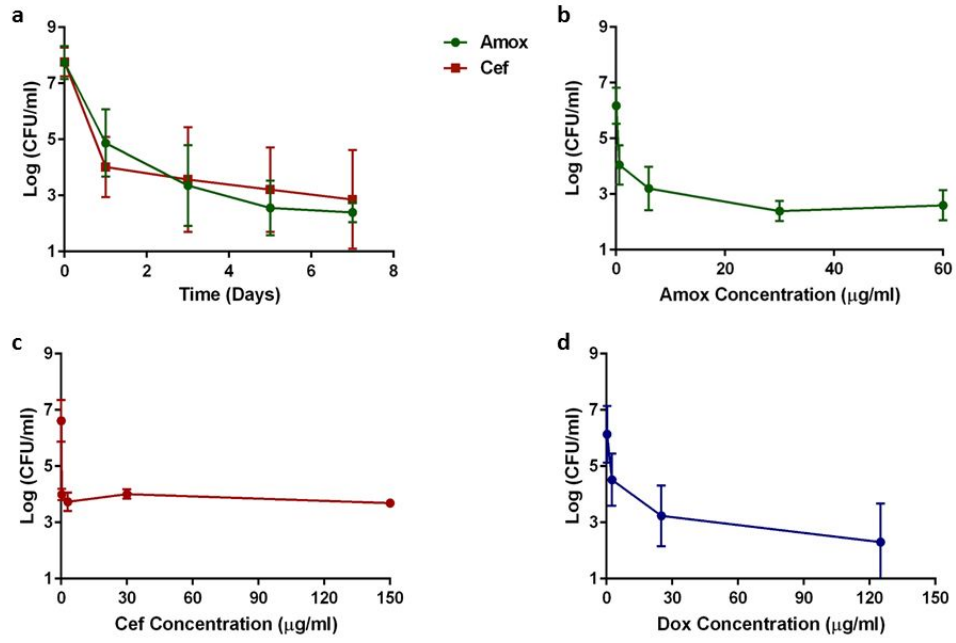 a
9
7
5
3
1
Log (CFU/ml)
0 2 4 6 8
Time (Days)
Amox
Cef
b
9
7
5
3
1
Log (CFU/ml)
0 20 40 60
Amox Concentration (μg/ml)
c
9
7
5
3
1
Log (CFU/ml)
0 30 60 90 120 150
Cef Concentration (μg/ml)
d
9
7
5
3
1
Log (CFU/ml)
0 30 60 90 120 150
Dox Concentration (μg/ml)